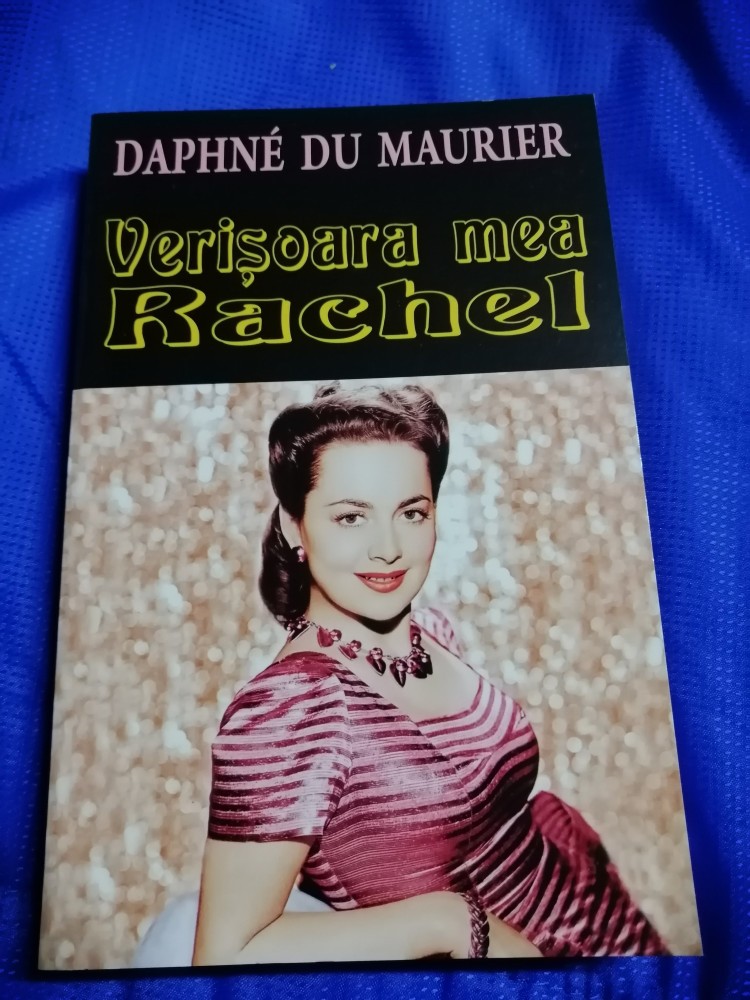 DAPHNÉ DU MAURIER
Verișoara mea
Rachel